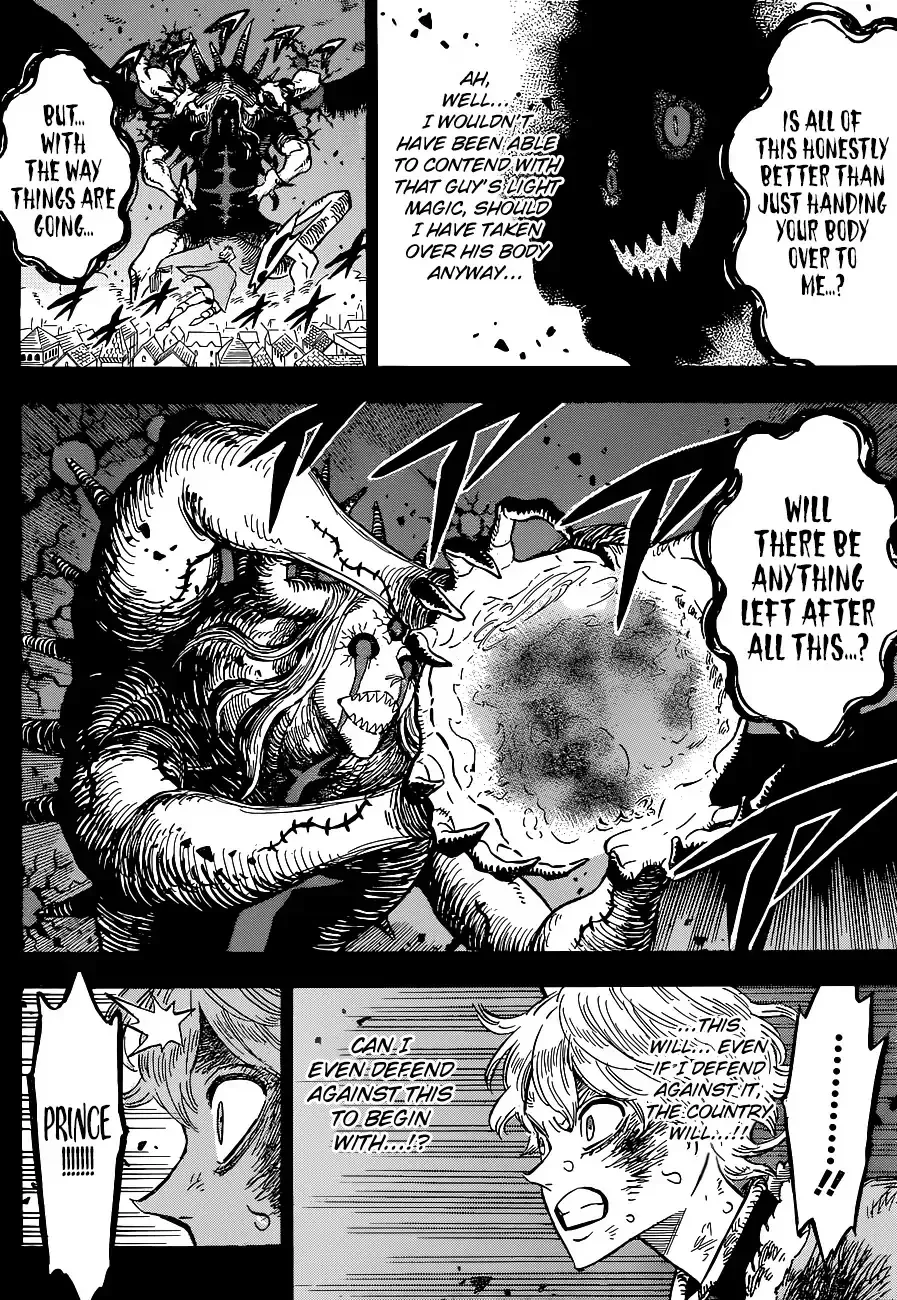 IS ALL OF
THIS HONESTLY
BETTER THAN
JUST HANDING
YOUR BODY
OVER TO
ME...?
AH,
WELL...
I WOULDN'T
HAVE BEEN ABLE
TO CONTEND WITH
THAT GUY'S LIGHT
MAGIC, SHOULD
I HAVE TAKEN
OVER HIS BODY
ANYWAY...
BUT...
WITH
THE WAY
THINGS ARE
GOING...
WILL
THERE BE
ANYTHING
LEFT AFTER
ALL THIS...?
.........!!
...THIS
WILL... EVEN
IF I DEFEND
AGAINST IT,
THE COUNTRY
WILL...!!
CAN I
EVEN DEFEND
AGAINST THIS
TO BEGIN
WITH...!?
PRINCE
!!!!!!!